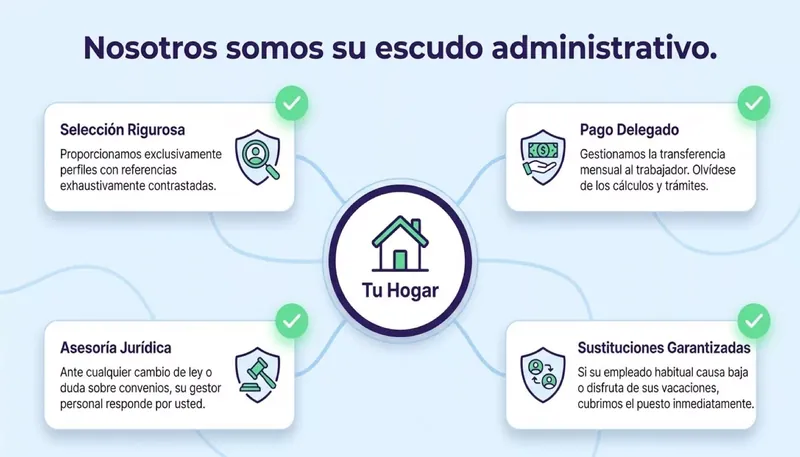 Nosotros somos su escudo administrativo.
Selección Rigurosa
Proporcionamos exclusivamente
perfiles con referencias
exhaustivamente contrastadas.
Pago Delegado
Gestionamos la transferencia
mensual al trabajador. Olvídese
de los cálculos y trámites.
Tu Hogar
Asesoría Jurídica
Ante cualquier cambio de ley o
duda sobre convenios, su gestor
personal responde por usted.
Sustituciones Garantizadas
Si su empleado habitual causa baja
o disfruta de sus vacaciones,
cubrimos el puesto inmediatamente.